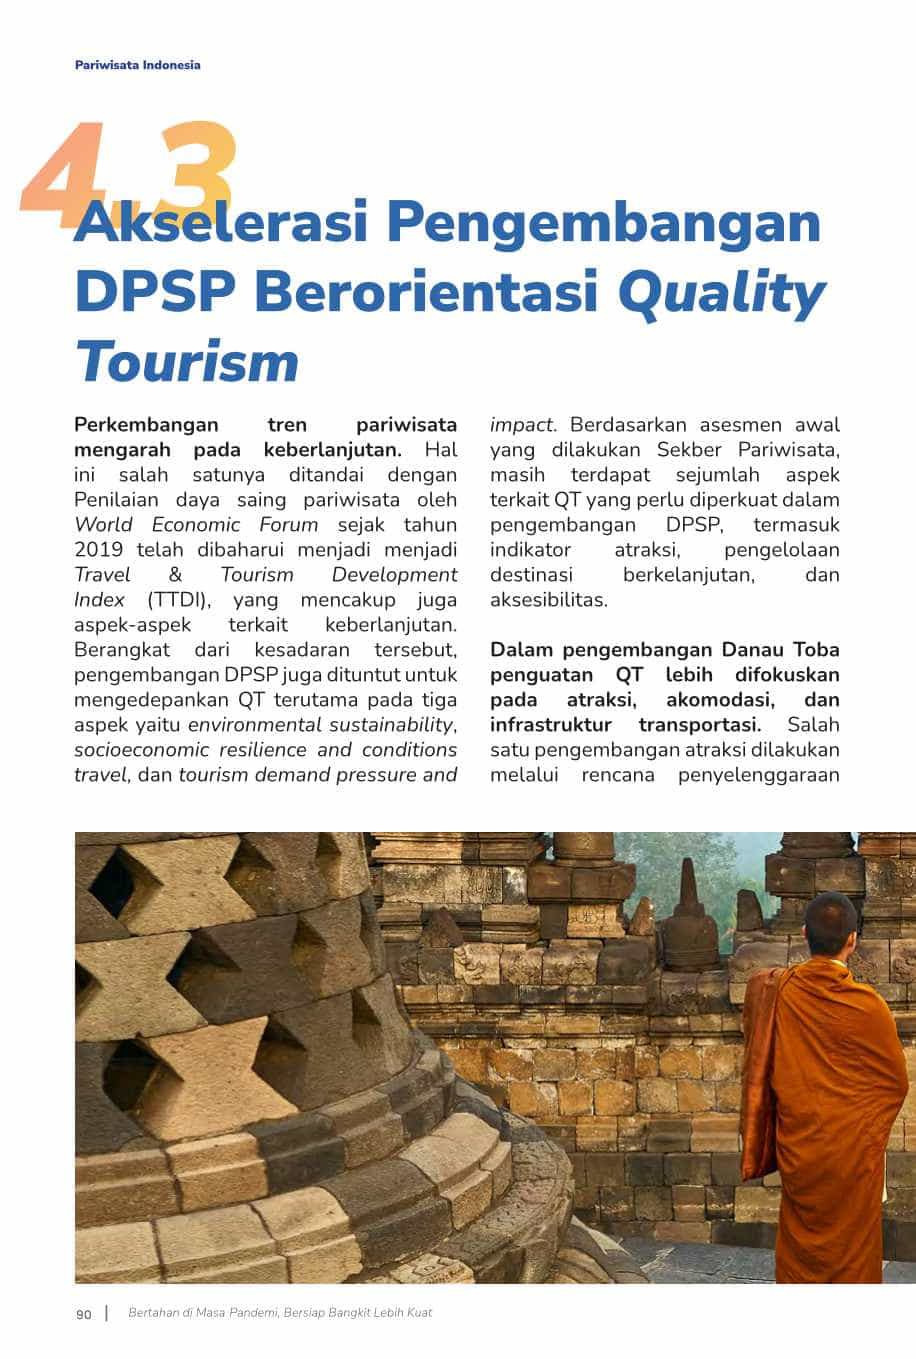 Pariwisata Indonesia
4.3
Akselerasi Pengembangan
DPSP Berorientasi Quality
Tourism
Perkembangan tren pariwisata
mengarah pada keberlanjutan. Hal
ini salah satunya ditandai dengan
Penilaian daya saing pariwisata oleh
World Economic Forum sejak tahun
2019 telah dibaharui menjadi menjadi
Travel & Tourism Development
Index (TTDI), yang mencakup juga
aspek-aspek terkait keberlanjutan.
Berangkat dari kesadaran tersebut,
pengembangan DPSP juga dituntut untuk
mengedepankan QT terutama pada tiga
aspek yaitu environmental sustainability,
socioeconomic resilience and conditions
travel, dan tourism demand pressure and
impact. Berdasarkan asesmen awal
yang dilakukan Sekber Pariwisata,
masih terdapat sejumlah aspek
terkait QT yang perlu diperkuat dalam
pengembangan DPSP, termasuk
indikator atraksi, pengelolaan
destinasi berkelanjutan, dan
aksesibilitas.
Dalam pengembangan Danau Toba
penguatan QT lebih difokuskan
pada atraksi, akomodasi, dan
infrastruktur transportasi. Salah
satu pengembangan atraksi dilakukan
melalui rencana penyelenggaraan
90 | Bertahan di Masa Pandemi, Bersiap Bangkit Lebih Kuat